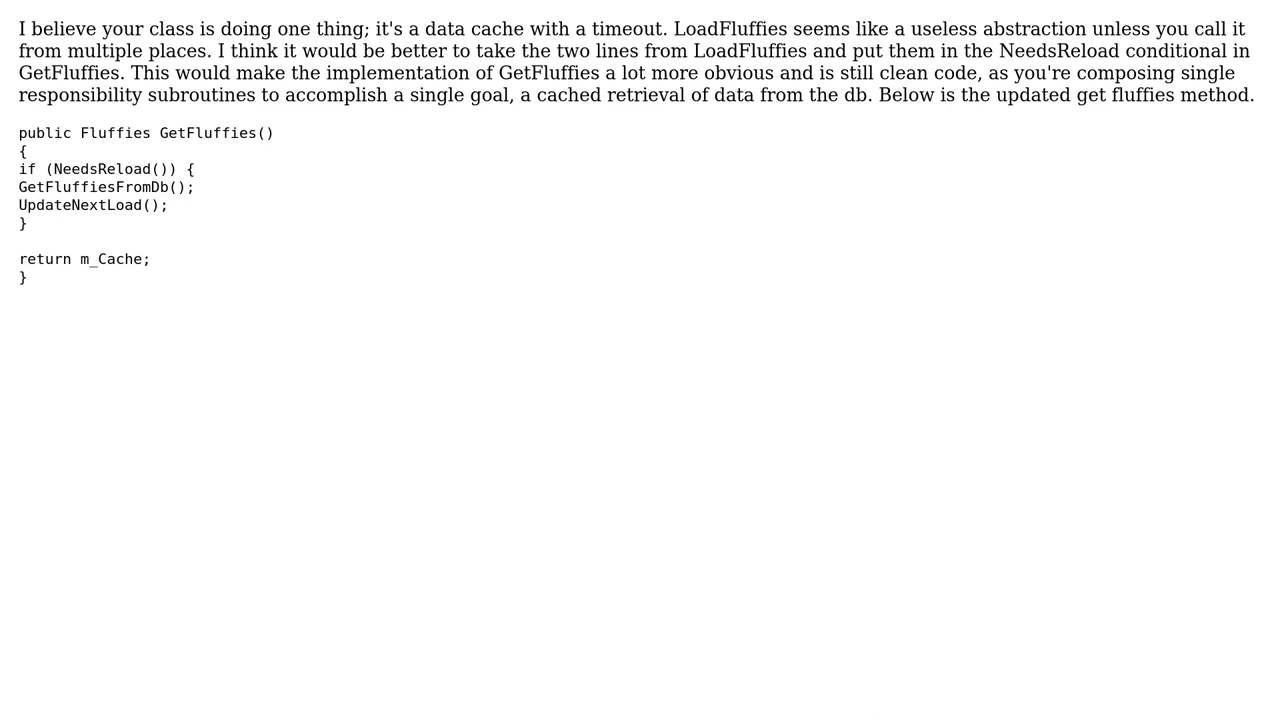 I believe your class is doing one thing; it's a data cache with a timeout. LoadFluffies seems like a useless abstraction unless you call it
from multiple places. I think it would be better to take the two lines from LoadFluffies and put them in the NeedsReload conditional in
GetFluffies. This would make the implementation of GetFluffies a lot more obvious and is still clean code, as you're composing single
responsibility subroutines to accomplish a single goal, a cached retrieval of data from the db. Below is the updated get fluffies method.
public Fluffies GetFluffies()
{
if (NeedsReload()) {
GetFluffiesFromDb();
UpdateNextLoad();
}
return m_Cache;
}